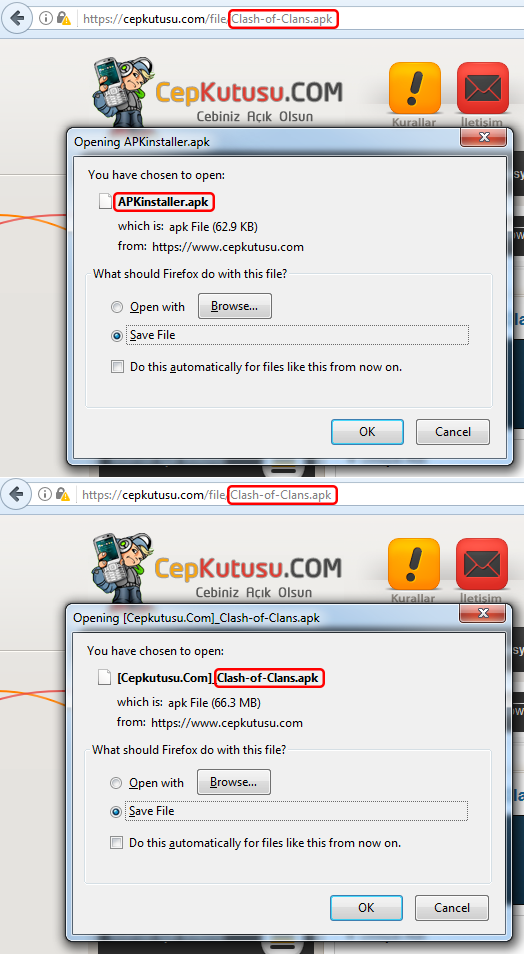 https://cepkutusu.com/file/Clash-of-Clans.apk
CepKutusu.COM
Cebiniz Açık Olsun
Kurallar
İletişim
Opening APKinstaller.apk
You have chosen to open:
APKinstaller.apk
which is: apk File (62.9 KB)
from: https://www.cepkutusu.com
What should Firefox do with this file?
Open with
Browse...
Save File
Do this automatically for files like this from now on.
OK
Cancel
https://cepkutusu.com/file/Clash-of-Clans.apk
CepKutusu.COM
Cebiniz Açık Olsun
Kurallar
İletişim
Opening [Cepkutusu.Com]_Clash-of-Clans.apk
You have chosen to open:
[Cepkutusu.Com]_Clash-of-Clans.apk
which is: apk File (66.3 MB)
from: https://www.cepkutusu.com
What should Firefox do with this file?
Open with
Browse...
Save File
Do this automatically for files like this from now on.
OK
Cancel